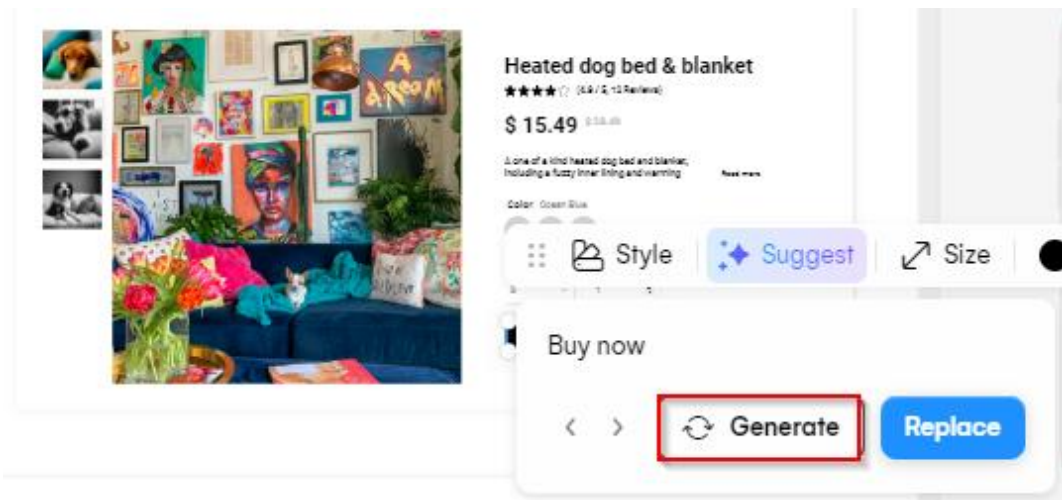 A
dream
Heated dog bed & blanket
(4.9 / 5, 12 Reviews)
$ 15.49
A one of a kind heated dog bed and blanket,
including a fuzzy inner lining and warming
Read more
Color Ocean Blue
Style
Suggest
Size
Buy now
Generate
Replace